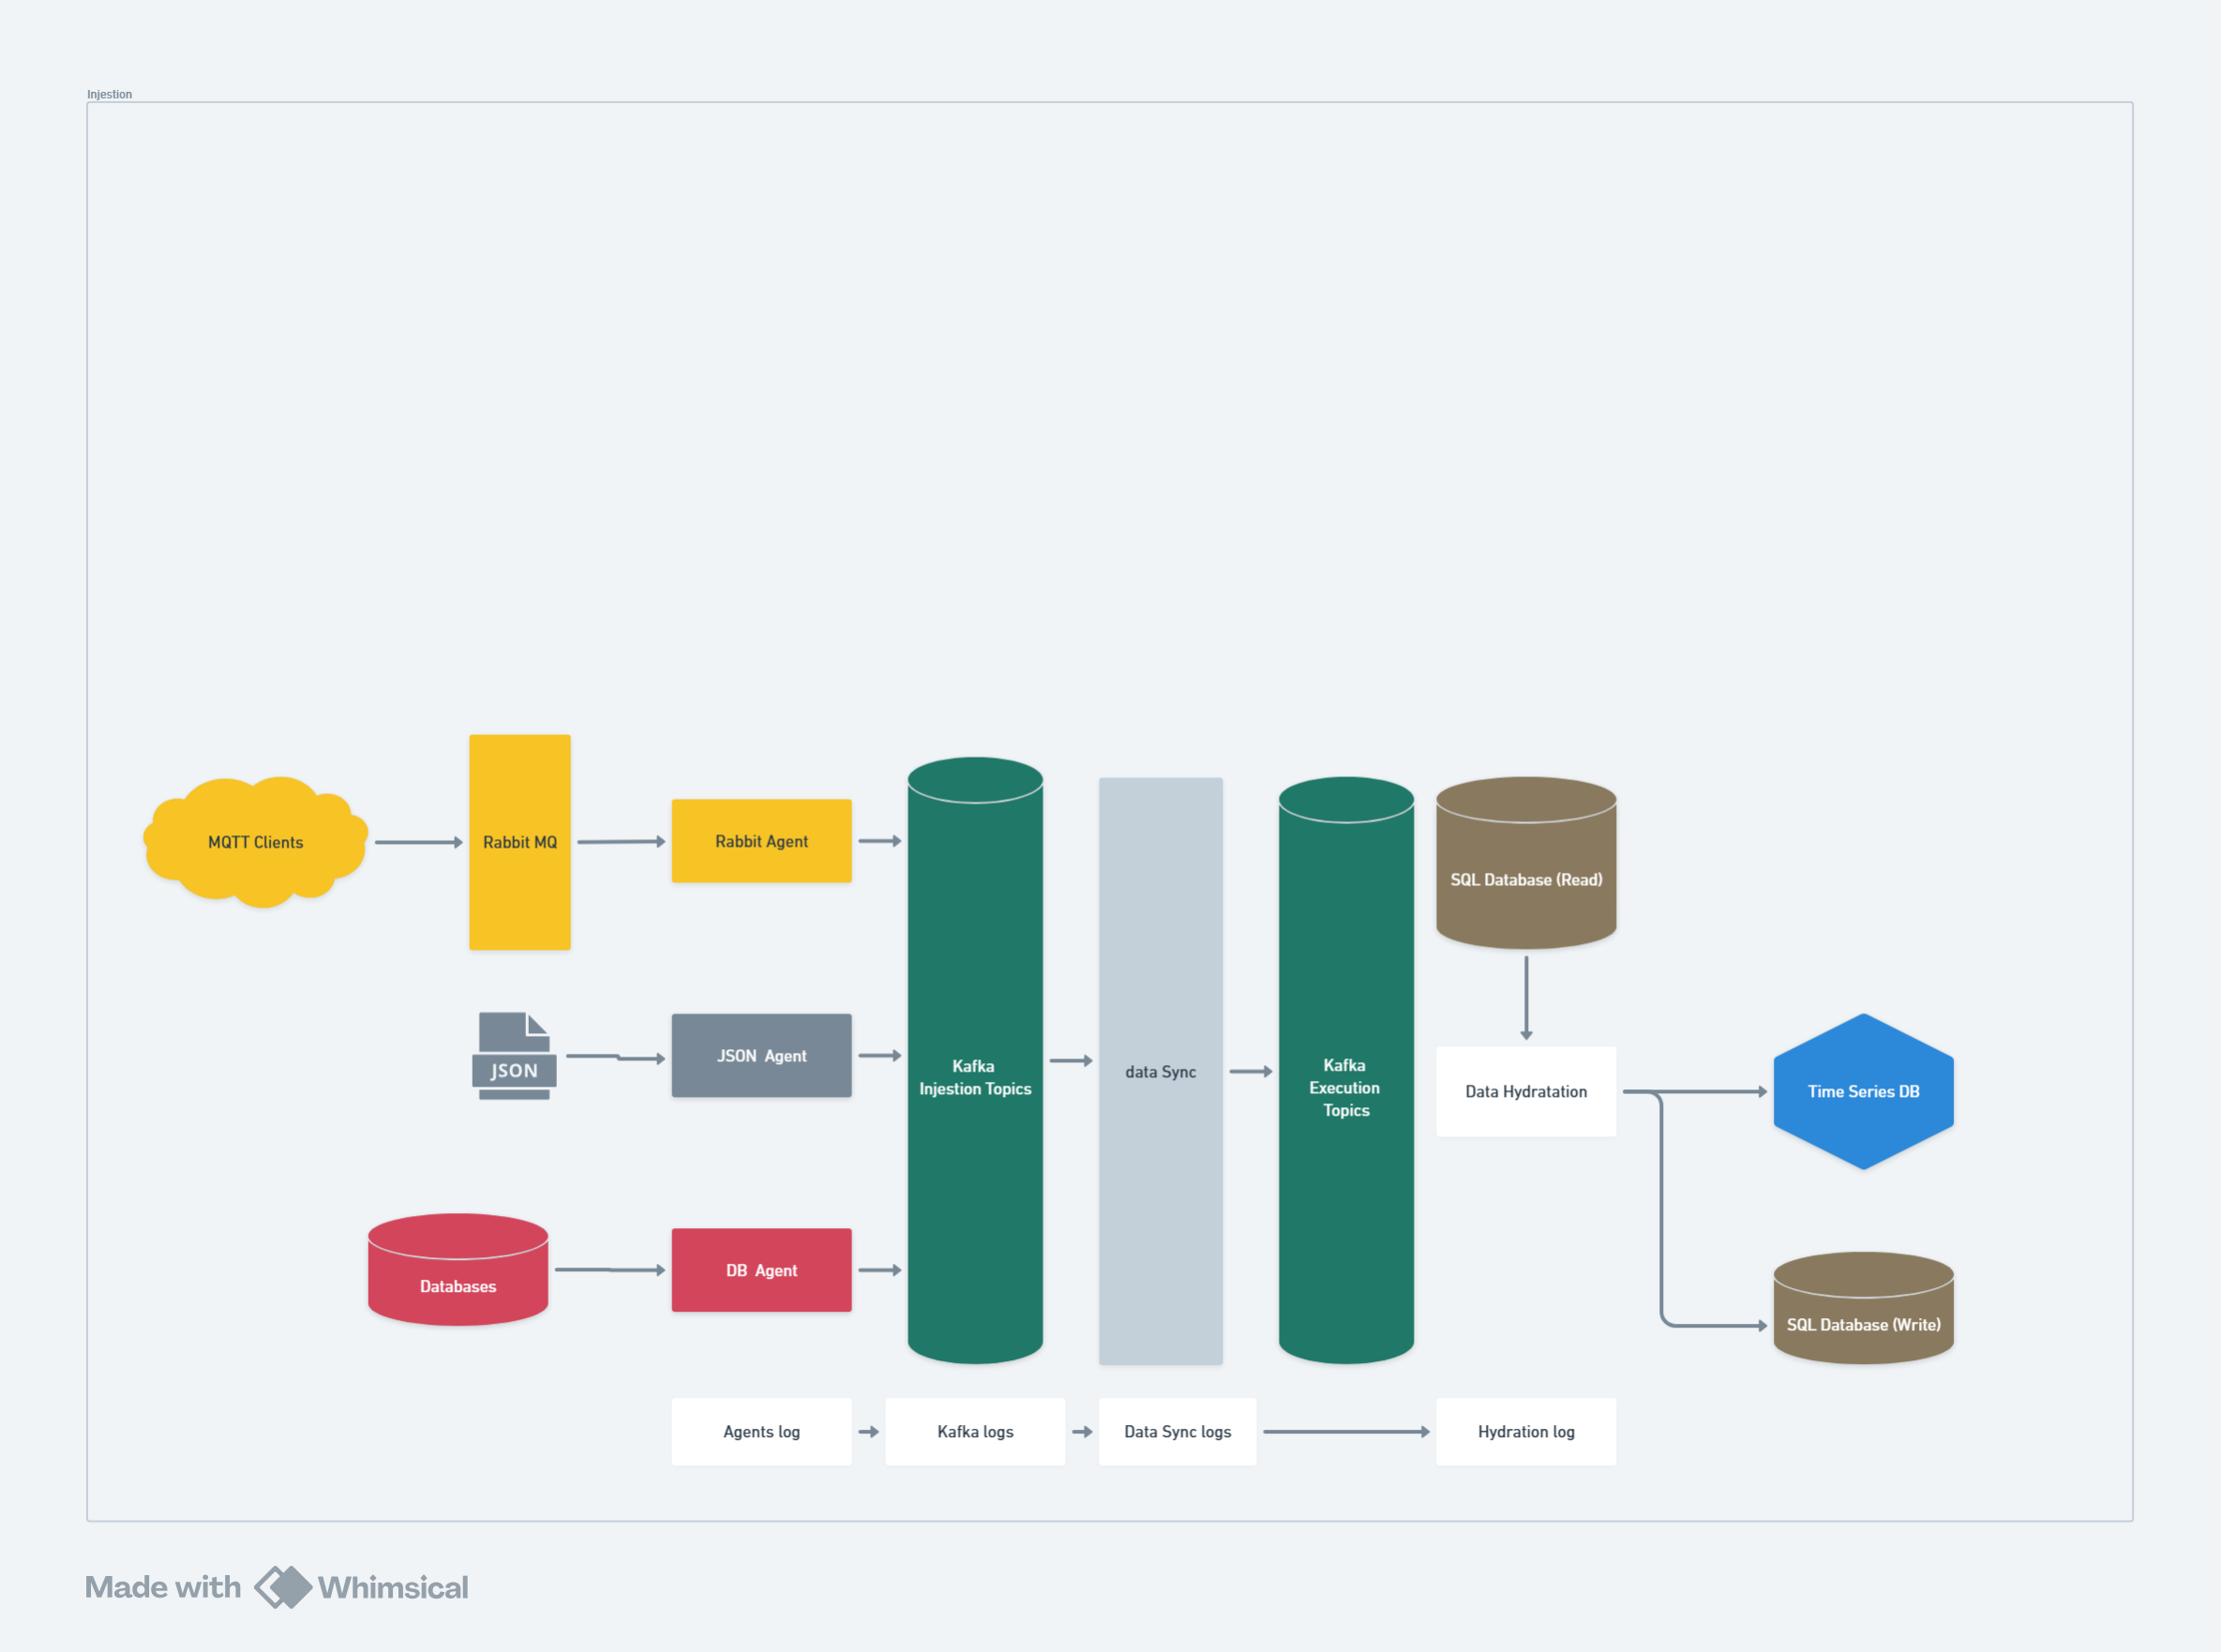 Injestion
MQTT Clients
Rabbit MQ
Rabbit Agent
SQL Database (Read)
JSON
JSON Agent
Kafka
Injestion Topics
data Sync
Kafka
Execution
Topics
Data Hydratation
Time Series DB
Databases
DB Agent
SQL Database (Write)
Agents log
Kafka logs
Data Sync logs
Hydration log
Made with Whimsical